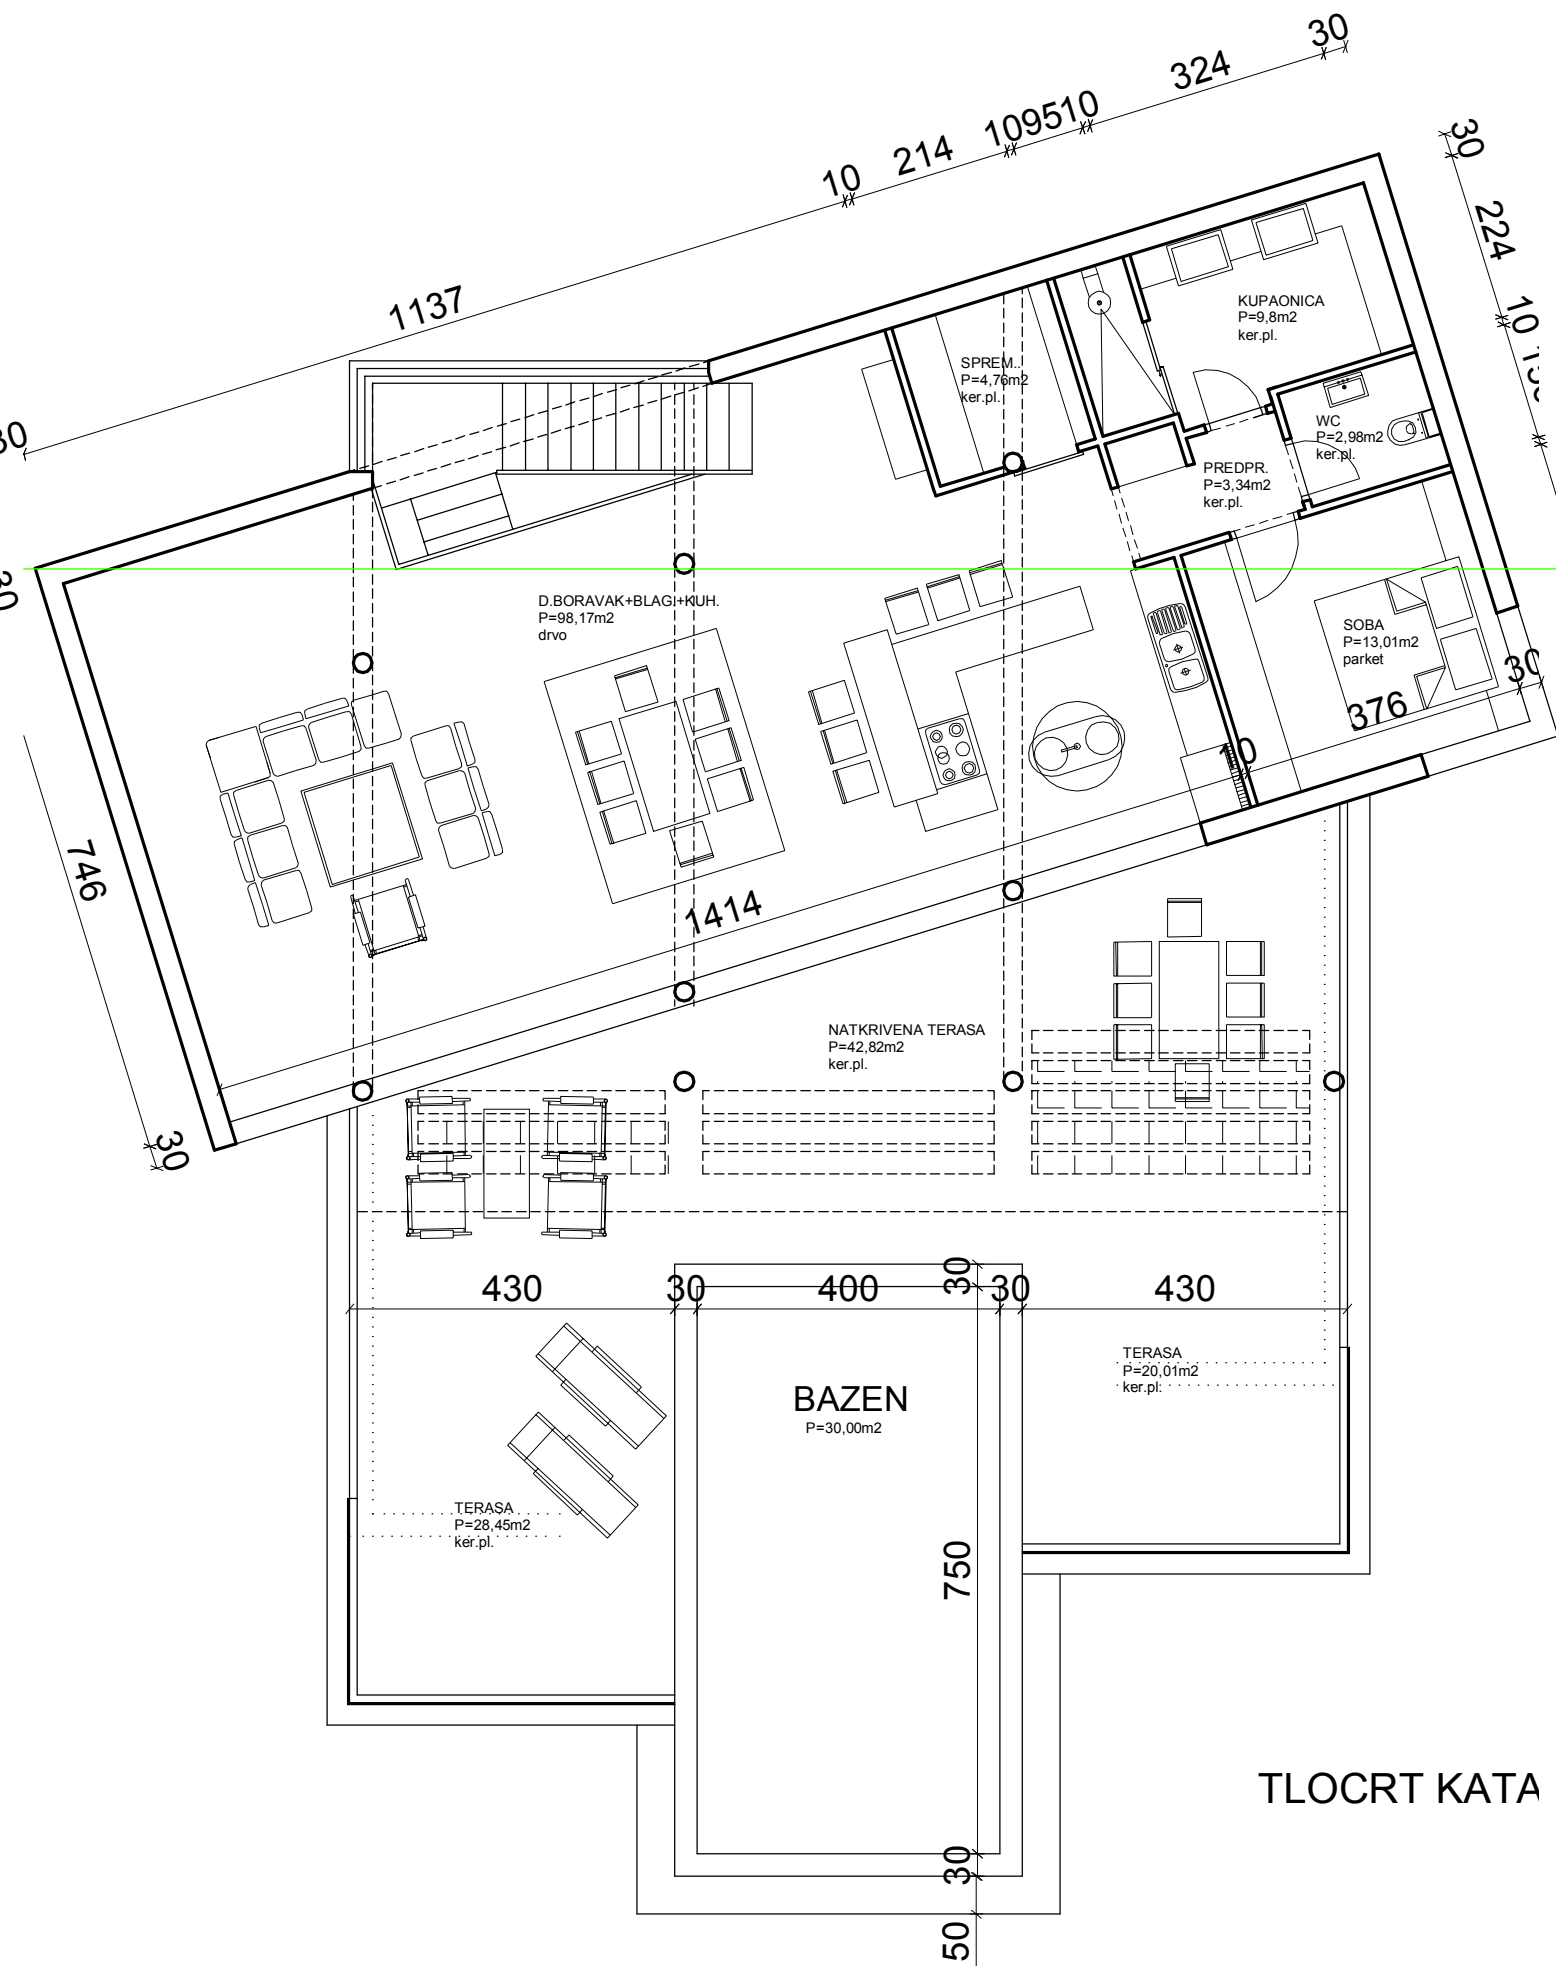 30
324
109510
214
10
1137
30
224
10
30
30
746
30
KUPAONICA
P=9,8m2
ker.pl.
SPREM..
P=4,76m2
ker.pl.
WC
P=2,98m2
ker.pl.
PREDPR.
P=3,34m2
ker.pl.
D.BORAVAK+BLAG.+KUH.
P=98,17m2
drvo
SOBA
P=13,01m2
parket
30
376
10
1414
NATKRIVENA TERASA
P=42,82m2
ker.pl.
430
30
400
30
430
30
TERASA
P=20,01m2
ker.pl.
BAZEN
P=30,00m2
TERASA
P=28,45m2
ker.pl.
750
30
50
TLOCRT KATA